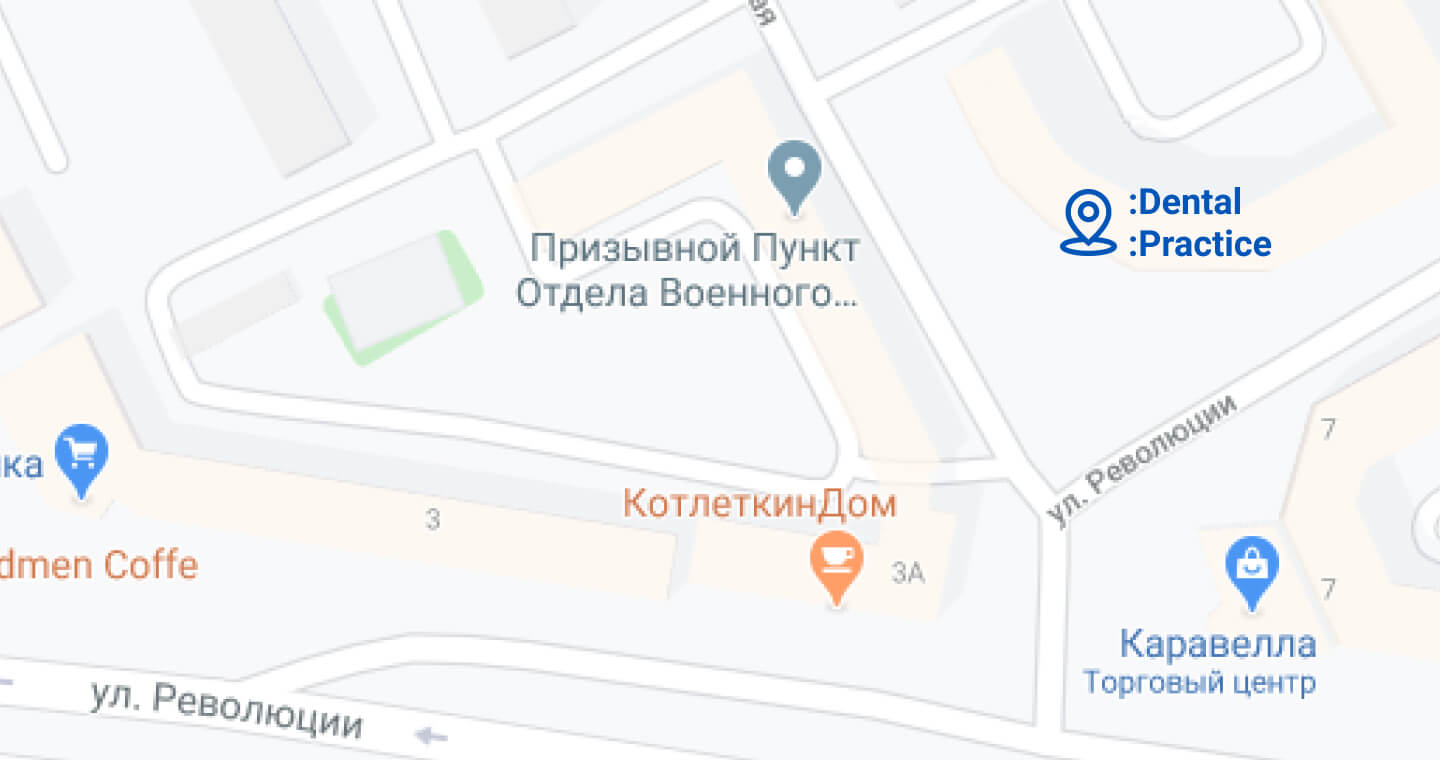 :Dental
:Practice
Призывной Пункт
Отдела Военного...
ул. Революции
7
КотлеткинДом
3
3А
dmen Coffe
7
Каравелла
Торговый центр
ул. Революции